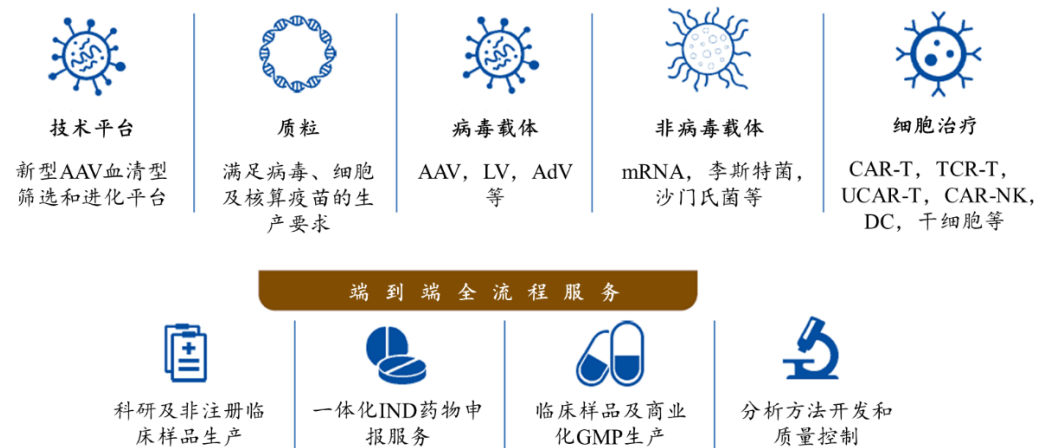 技术平台
新型AAV血清型
筛选和进化平台
质粒
满足病毒、细胞
及核算疫苗的生
产要求
病毒载体
AAV，LV，AdV
等
非病毒载体
mRNA，李斯特菌，
沙门氏菌等
细胞治疗
CAR-T，TCR-T，
UCAR-T，CAR-NK，
DC，干细胞等
端到端全流程服务
科研及非注册临
床样品生产
一体化IND药物申
报服务
临床样品及商业
化GMP生产
分析方法开发和
质量控制